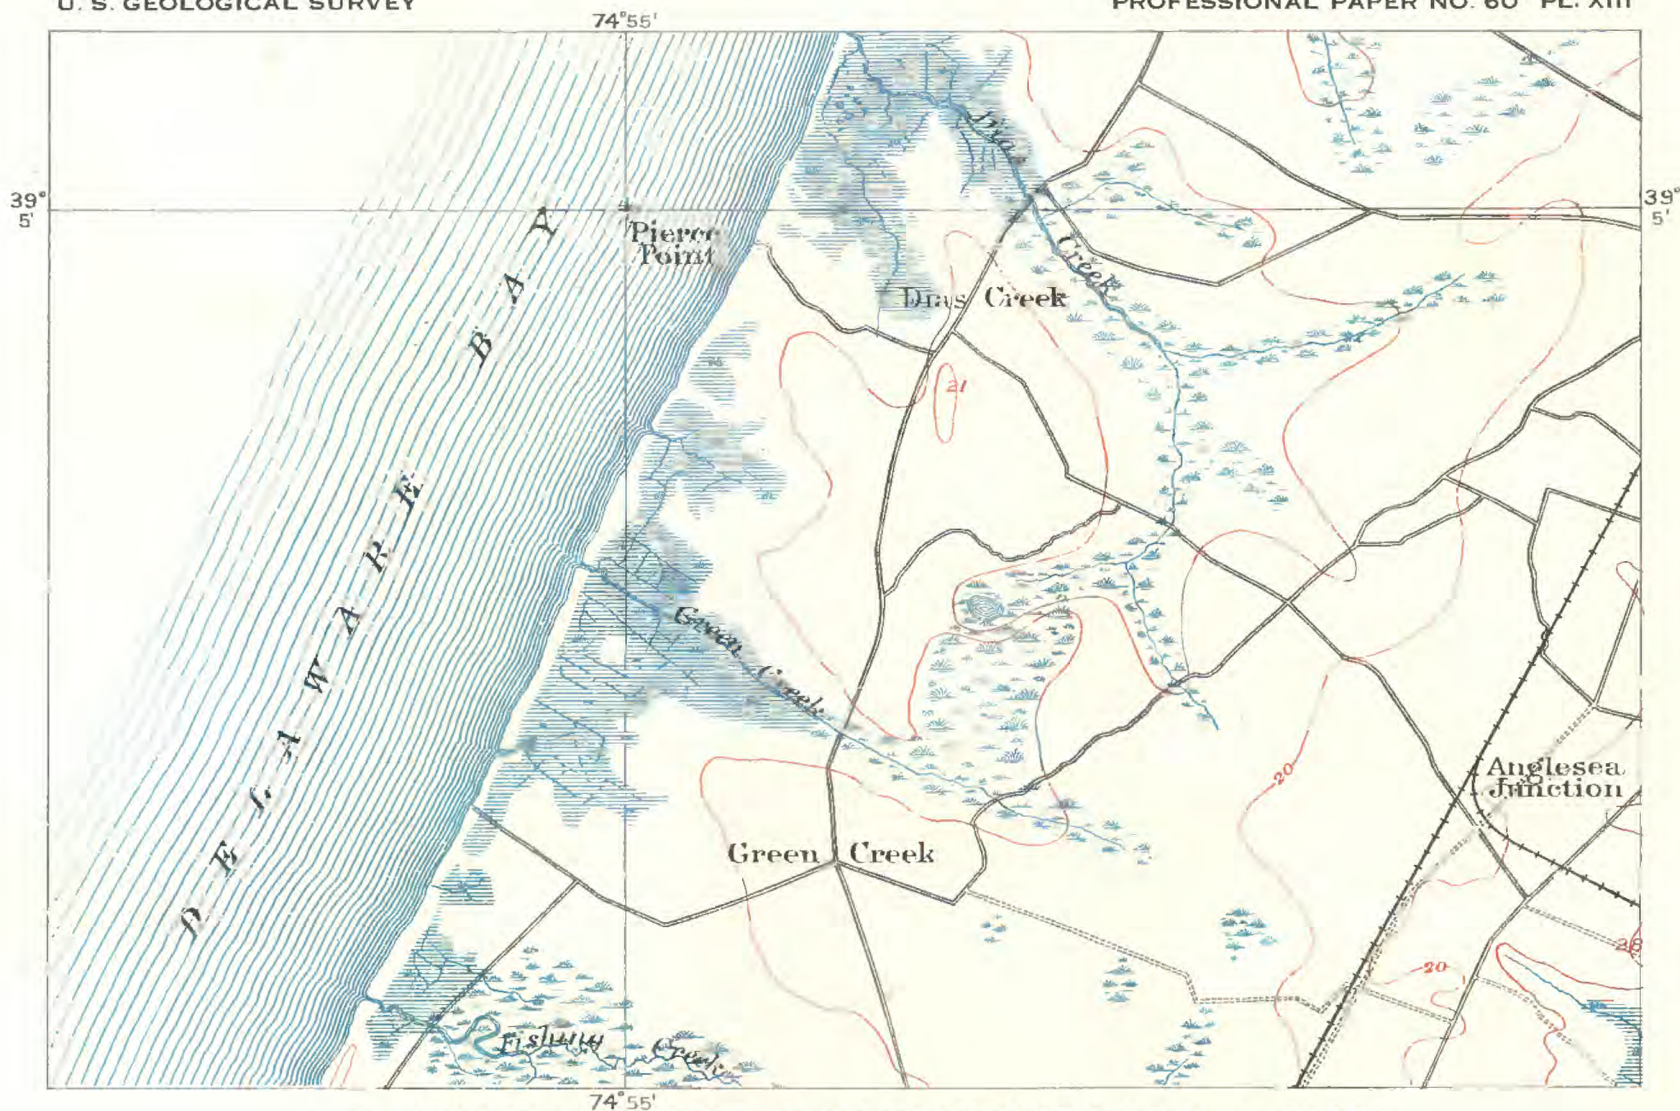 U. S. GEOLOGICAL SURVEY
PROFESSIONAL PAPER NO. 60 PL. XIII
74°55'
39°
5'
39°
5'
DELAWARE BAY
Pierce
Point
Dias
Creek
Dias Creek
21
Green Creek
20
Anglesea
Junction
Green Creek
20
28
Fishing Creek
74°55'